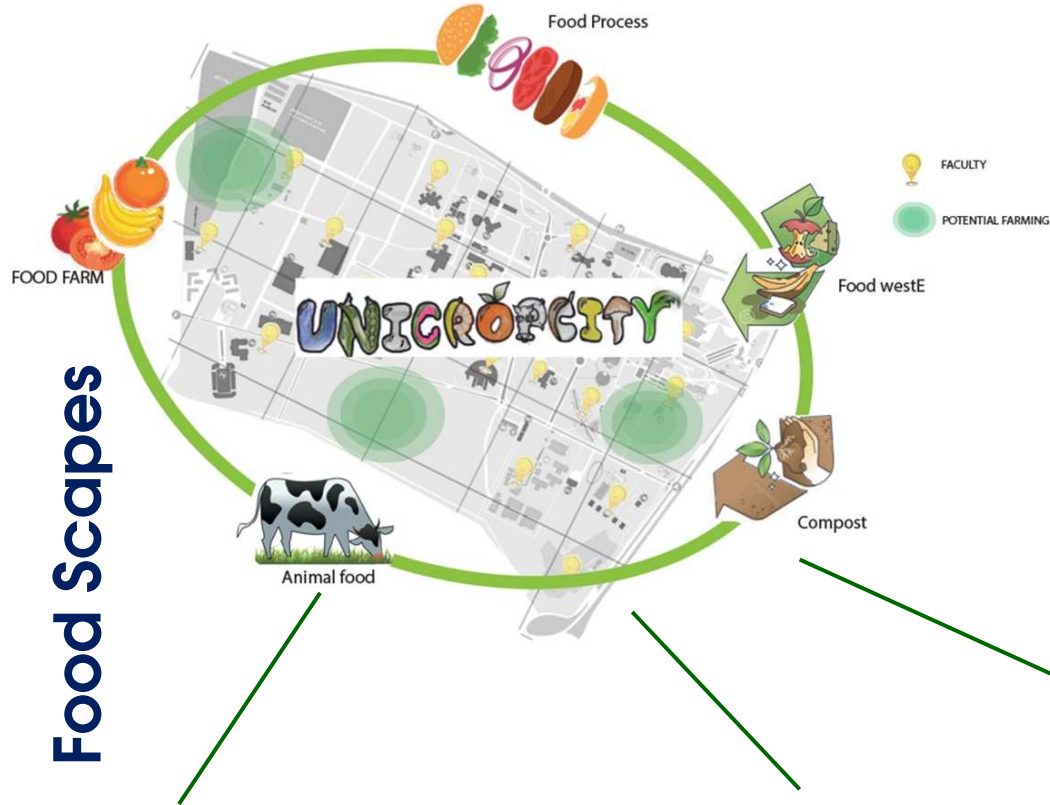 Food Process
FACULTY
POTENTIAL FARMING
FOOD FARM
Food westE
UNICROPCITY
Compost
Animal food
Food Scapes